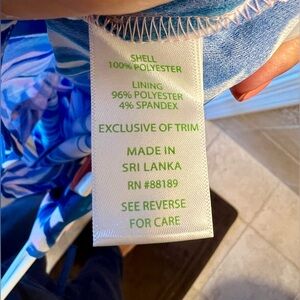 SHELL
100% POLYESTER
LINING
96% POLYESTER
4% SPANDEX
EXCLUSIVE OF TRIM
MADE IN
SRI LANKA
RN #88189
SEE REVERSE
FOR CARE